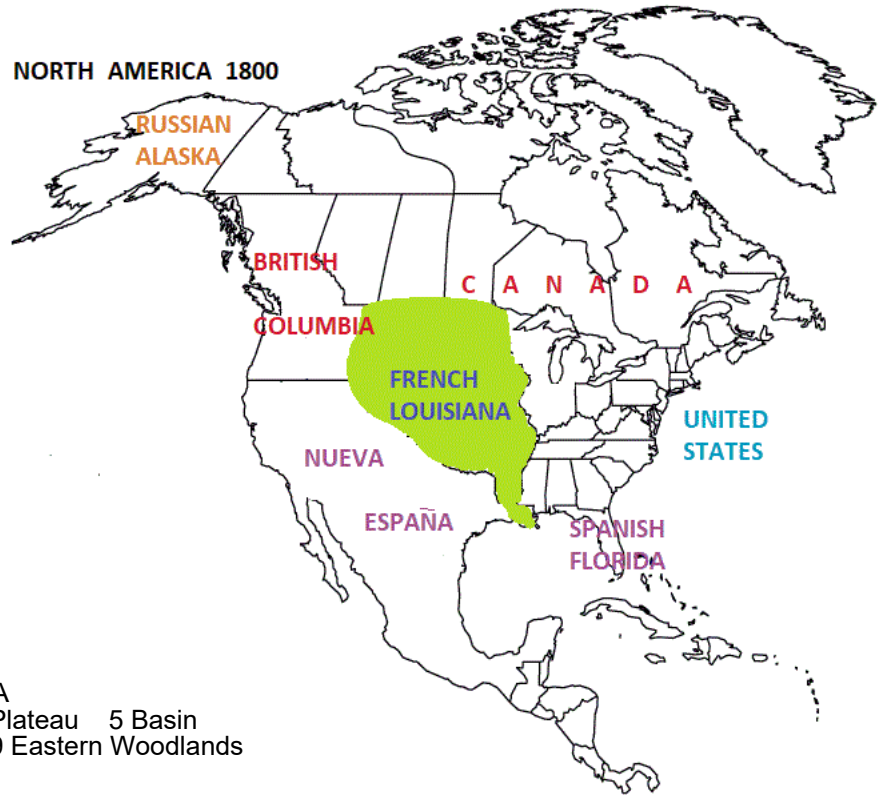 NORTH AMERICA 1800
RUSSIAN
ALASKA
BRITISH
COLUMBIA
C A N A D A
FRENCH
LOUISIANA
UNITED
STATES
NUEVA
ESPAÑA
SPANISH
FLORIDA
A
Plateau 5 Basin
Eastern Woodlands